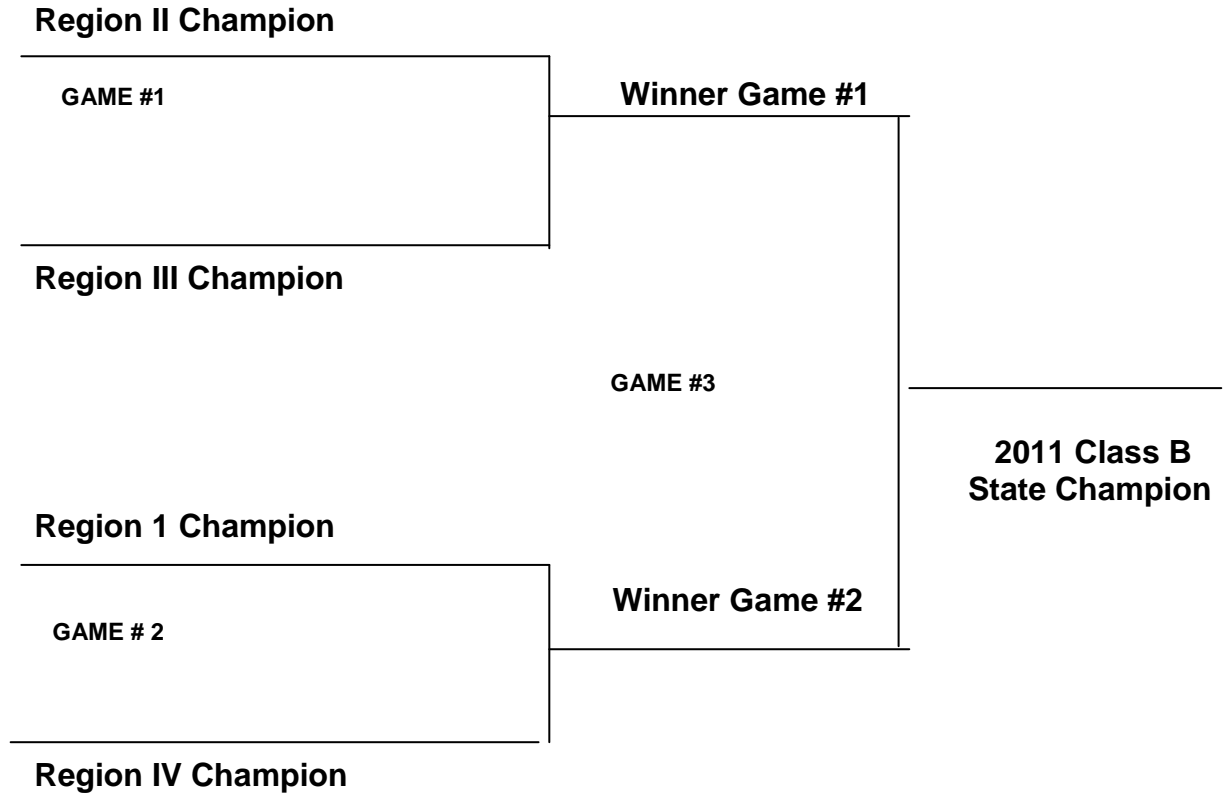 Region II Champion
GAME #1
Winner Game #1
Region III Champion
GAME #3
2011 Class B
State Champion
Region 1 Champion
Winner Game #2
GAME # 2
Region IV Champion